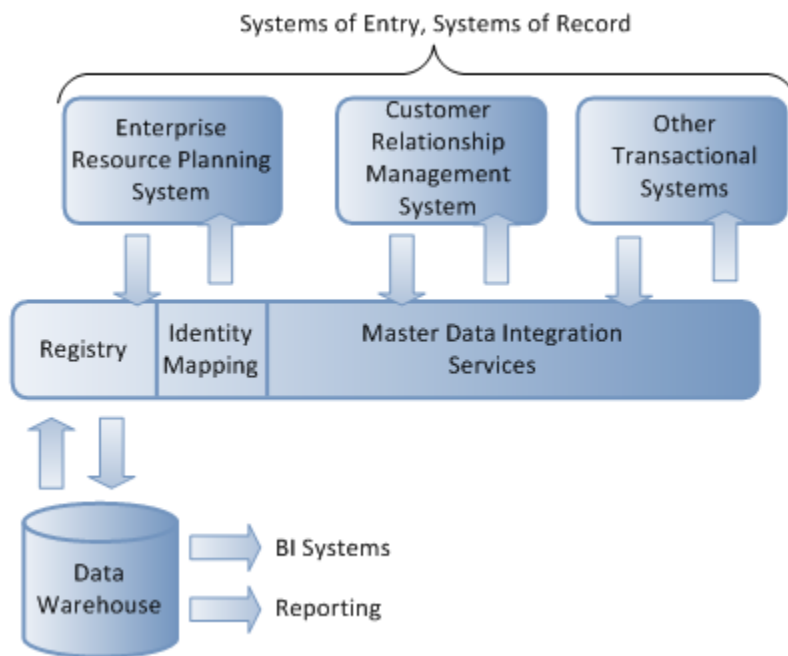 Systems of Entry, Systems of Record
Enterprise
Resource Planning
System
Customer
Relationship
Management
System
Other
Transactional
Systems
Registry
Identity
Mapping
Master Data Integration
Services
Data
Warehouse
BI Systems
Reporting